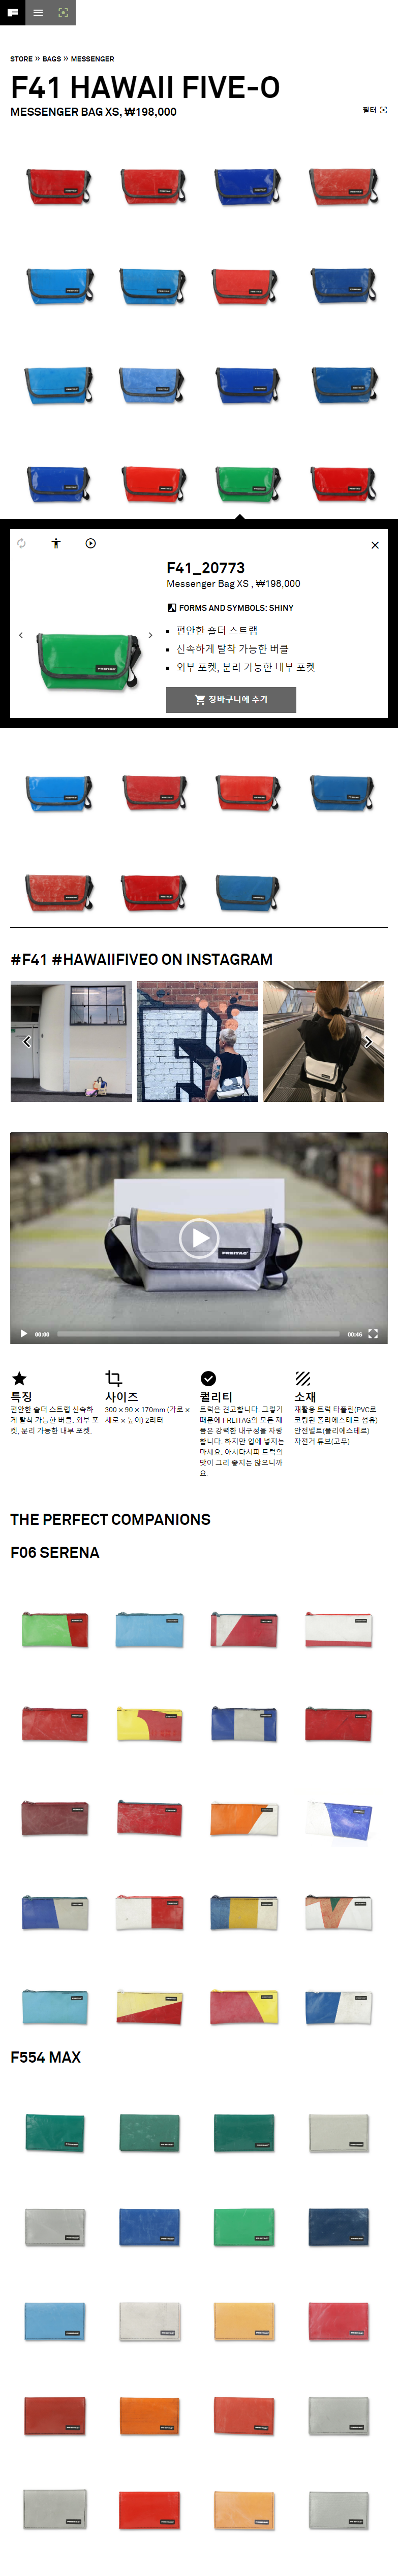 STORE » BAGS » MESSENGER
F41 HAWAII FIVE-O
MESSENGER BAG XS, ₩198,000
필터
F41_20773
Messenger Bag XS , ₩198,000
FORMS AND SYMBOLS: SHINY
편안한 숄더 스트랩
신속하게 탈착 가능한 버클
외부 포켓, 분리 가능한 내부 포켓
장바구니에 추가
FREITAG
#F41 #HAWAIIFIVEO ON INSTAGRAM
FREITAG
00:00
00:46
특징
편안한 숄더 스트랩 신속하
게 탈착 가능한 버클. 외부 포
켓, 분리 가능한 내부 포켓.
사이즈
300 x 90 x 170mm (가로 x
세로 x 높이) 2리터
퀄리티
트럭은 견고합니다. 그렇기
때문에 FREITAG의 모든 제
품은 강력한 내구성을 자랑
합니다. 하지만 입에 넣지는
마세요. 아시다시피 트럭의
맛이 그리 좋지는 않으니까
요.
소재
재활용 트럭 타폴린(PVC로
코팅된 폴리에스테르 섬유)
안전벨트(폴리에스테르)
자전거 튜브(고무)
THE PERFECT COMPANIONS
F06 SERENA
F554 MAX